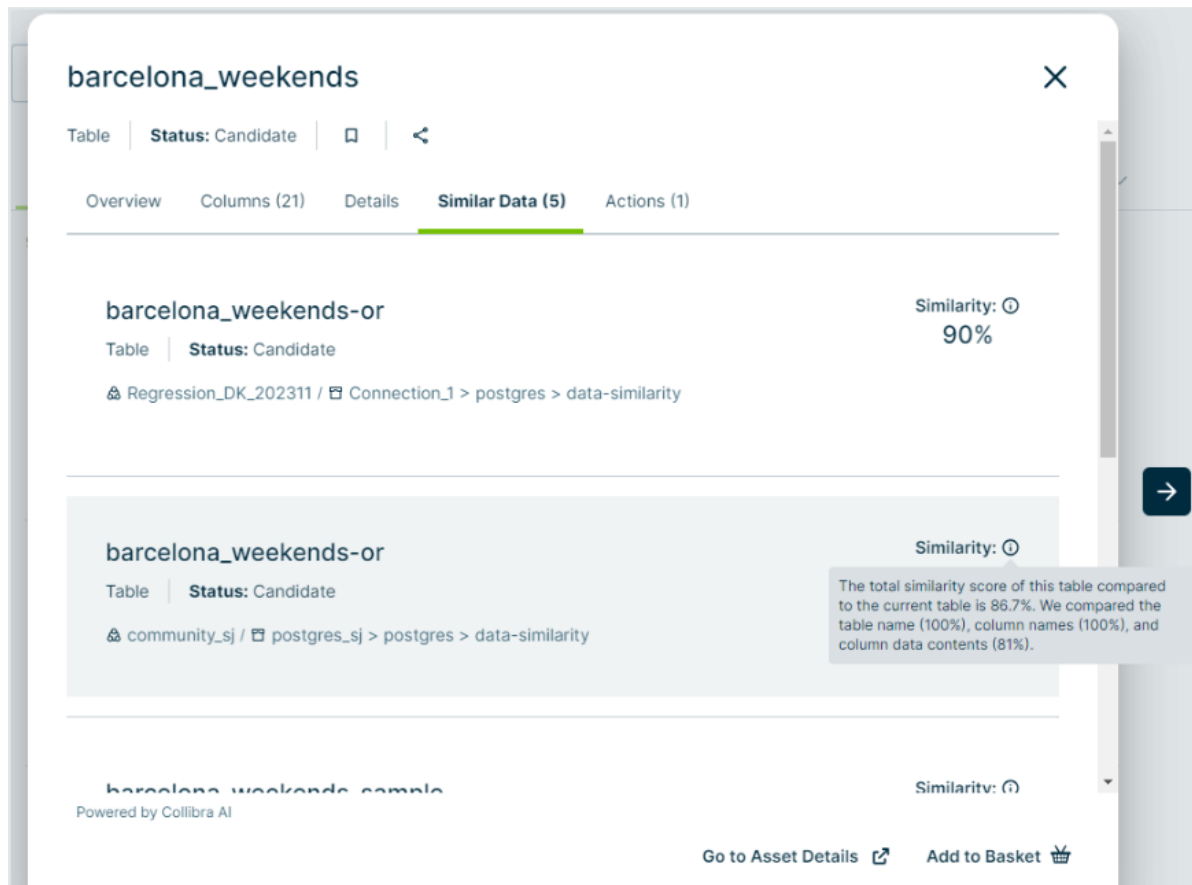 barcelona_weekends
Table Status: Candidate
Overview Columns (21) Details Similar Data (5) Actions (1)
barcelona_weekends-or
Similarity:
90%
Table Status: Candidate
Regression_DK_202311 / Connection_1 > postgres > data-similarity
barcelona_weekends-or
Similarity:
Table Status: Candidate
community_sj / postgres_sj > postgres > data-similarity
The total similarity score of this table compared
to the current table is 86.7%. We compared the
table name (100%), column names (100%), and
column data contents (81%).
barcelona_weekends_sample
Similarity:
Powered by Collibra AI
Go to Asset Details Add to Basket